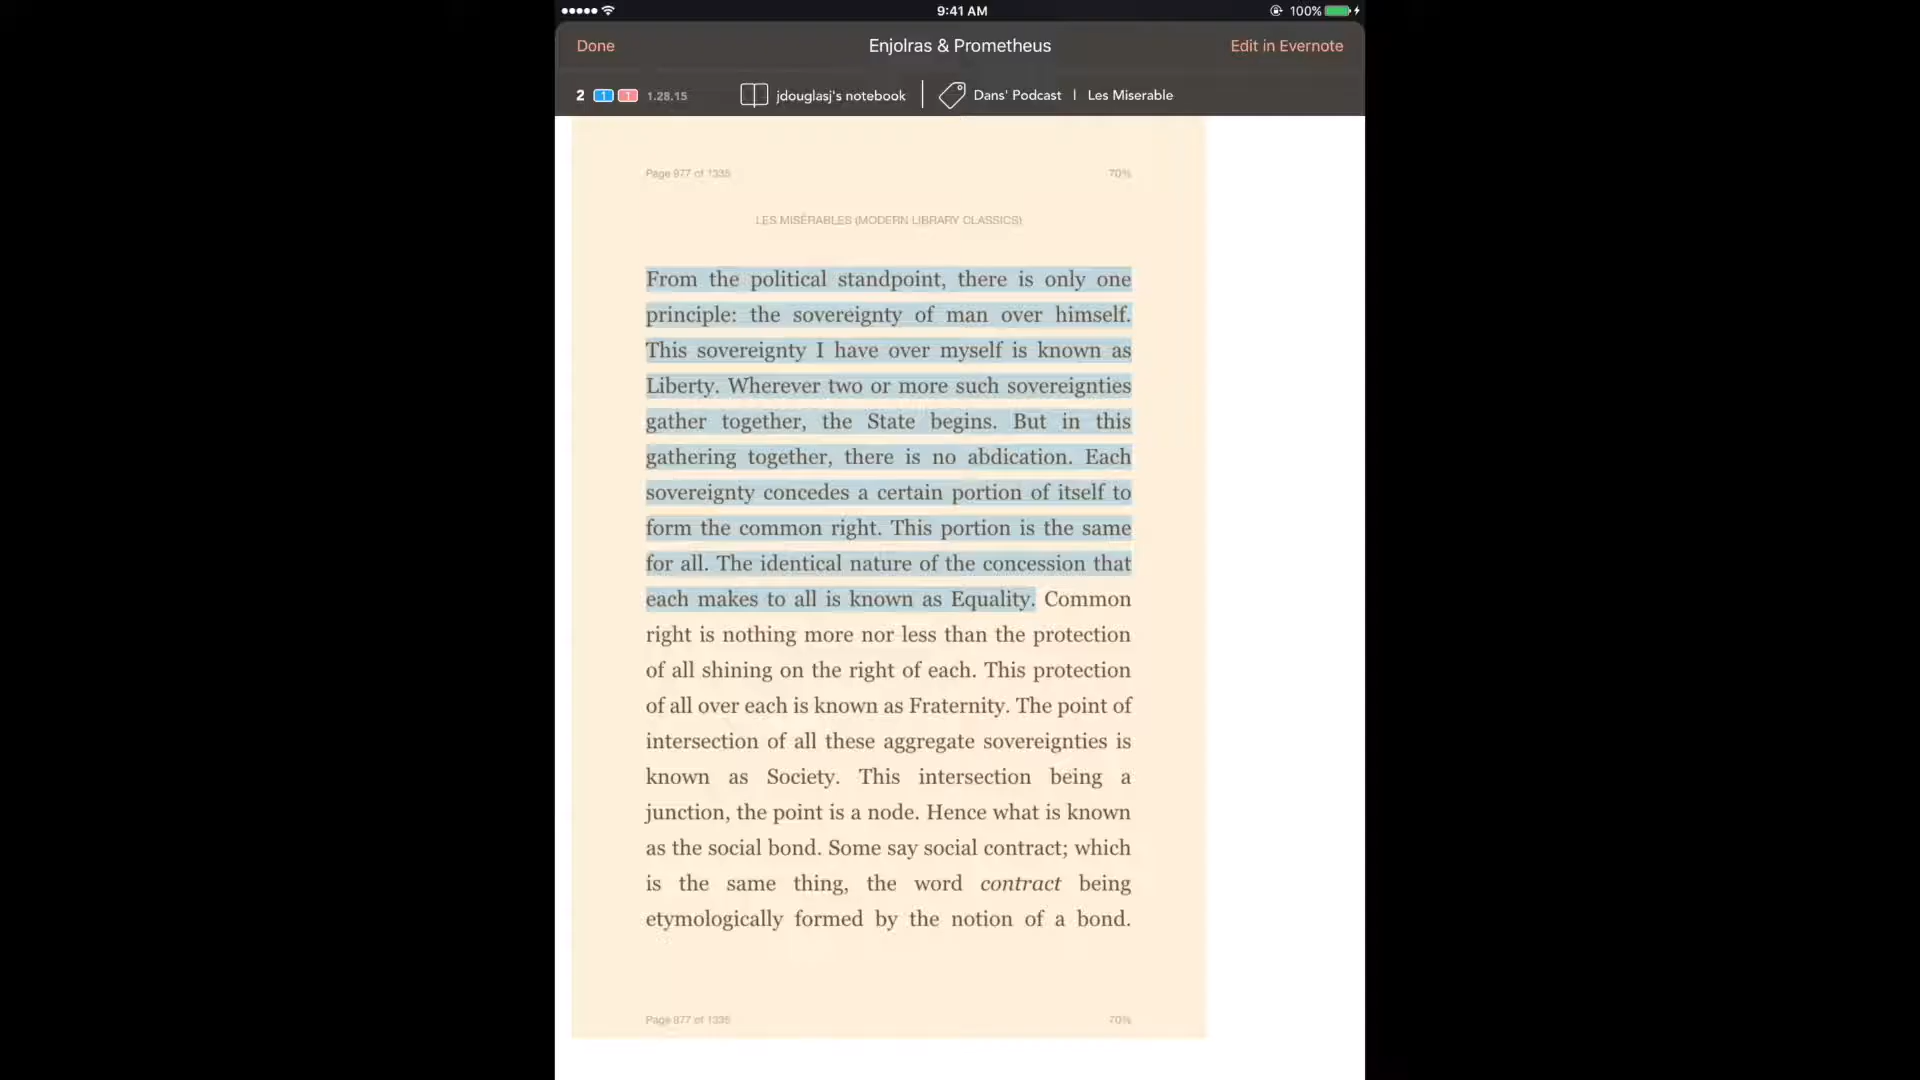 9:41 AM
100%
Done
Enjolras & Prometheus
Edit in Evernote
2 1 1 1.28.15
jdouglasj's notebook
Dans' Podcast | Les Miserable
Page 977 of 1335
70%
LES MISÉRABLES (MODERN LIBRARY CLASSICS)
From the political standpoint, there is only one
principle: the sovereignty of man over himself.
This sovereignty I have over myself is known as
Liberty. Wherever two or more such sovereignties
gather together, the State begins. But in this
gathering together, there is no abdication. Each
sovereignty concedes a certain portion of itself to
form the common right. This portion is the same
for all. The identical nature of the concession that
each makes to all is known as Equality. Common
right is nothing more nor less than the protection
of all shining on the right of each. This protection
of all over each is known as Fraternity. The point of
intersection of all these aggregate sovereignties is
known as Society. This intersection being a
junction, the point is a node. Hence what is known
as the social bond. Some say social contract; which
is the same thing, the word contract being
etymologically formed by the notion of a bond.
Page 977 of 1335
70%